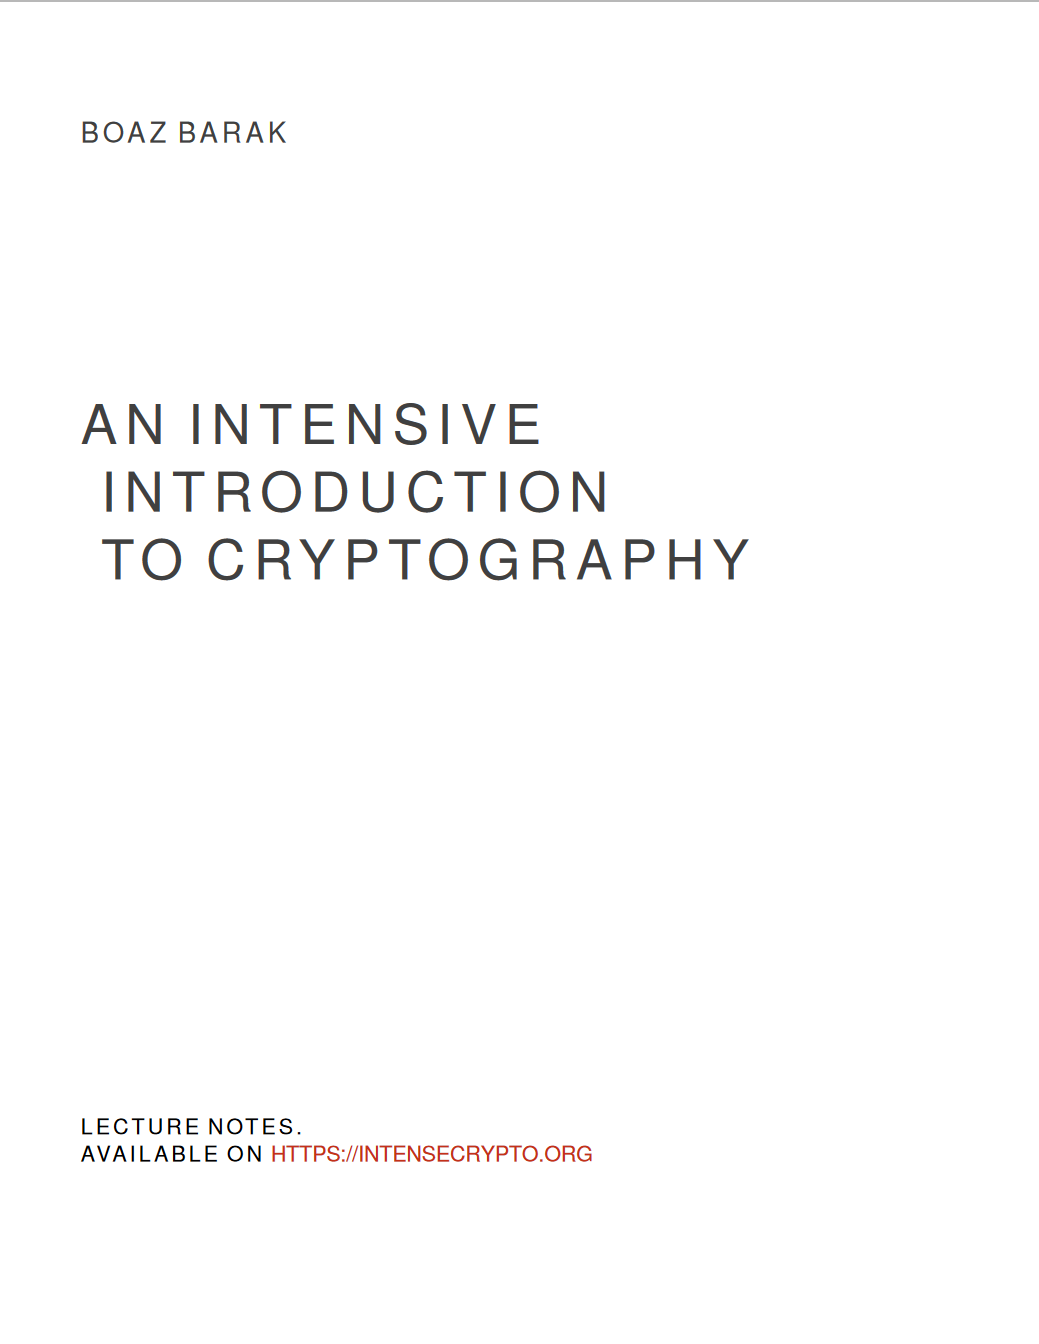 BOAZ BARAK
AN INTENSIVE
INTRODUCTION
TO CRYPTOGRAPHY
LECTURE NOTES.
AVAILABLE ON HTTPS://INTENSECRYPTO.ORG